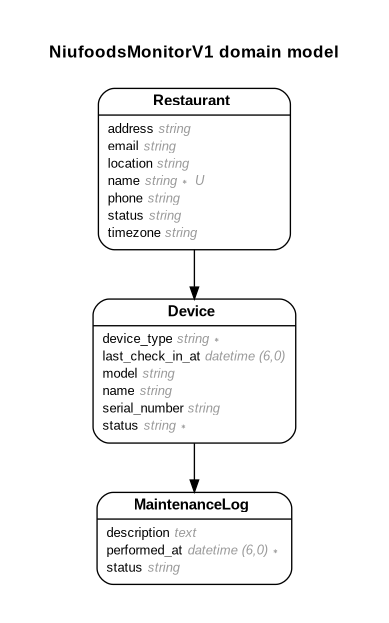 NiufoodsMonitorV1 domain model
Restaurant
address string
email string
location string
name string * U
phone string
status string
timezone string
Device
device_type string *
last_check_in_at datetime (6,0)
model string
name string
serial_number string
status string *
MaintenanceLog
description text
performed_at datetime (6,0) *
status string